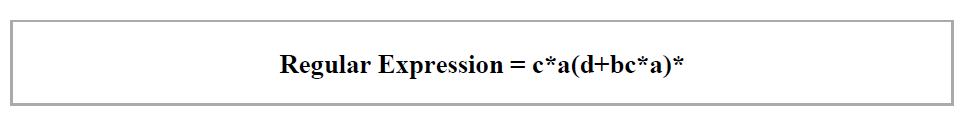 Regular Expression = c*a(d+bc*a)*